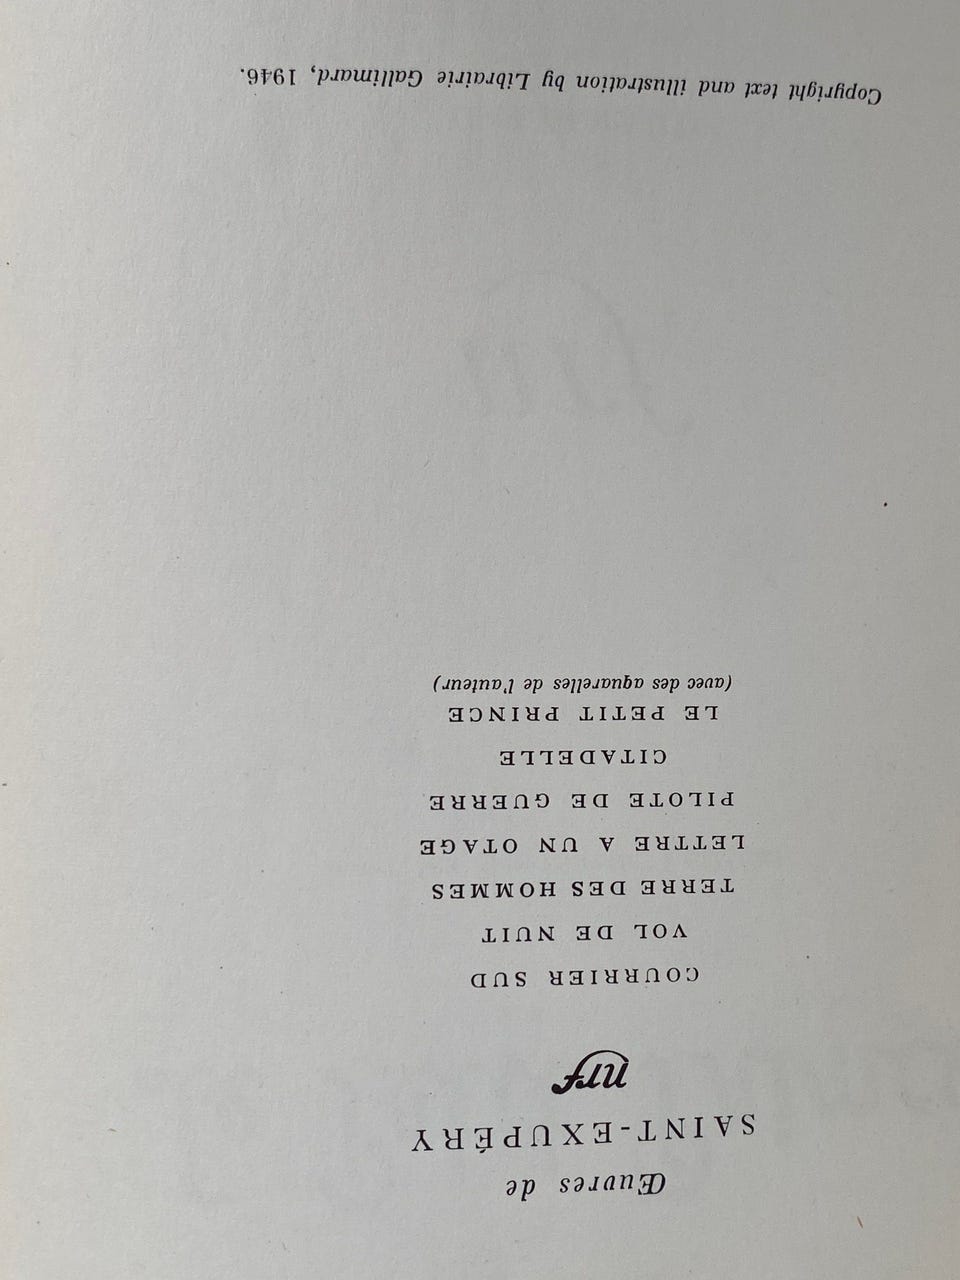 Œuvres de
SAINT-EXUPÉRY
nrf
COURRIER SUD
VOL DE NUIT
TERRE DES HOMMES
LETTRE A UN OTAGE
PILOTE DE GUERRE
CITADELLE
LE PETIT PRINCE
(avec des aquarelles de l'auteur)
Copyright text and illustration by Librairie Gallimard, 1946.